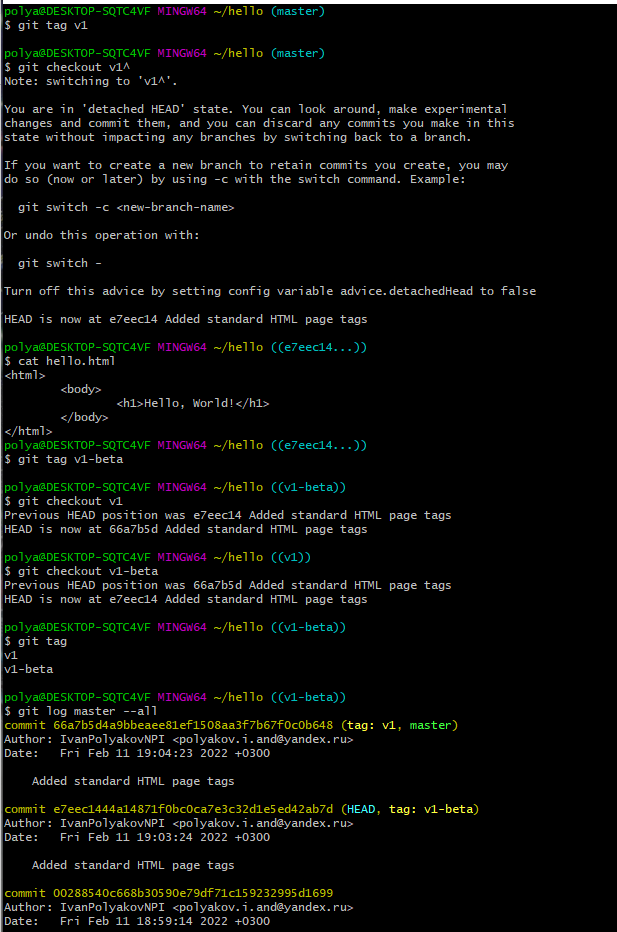 polya@DESKTOP-SQTC4VF MINGW64 ~/hello (master)
$ git tag v1

polya@DESKTOP-SQTC4VF MINGW64 ~/hello (master)
$ git checkout v1^
Note: switching to 'v1^'.

You are in 'detached HEAD' state. You can look around, make experimental
changes and commit them, and you can discard any commits you make in this
state without impacting any branches by switching back to a branch.

If you want to create a new branch to retain commits you create, you may
do so (now or later) by using -c with the switch command. Example:

  git switch -c <new-branch-name>

Or undo this operation with:

  git switch -

Turn off this advice by setting config variable advice.detachedHead to false

HEAD is now at e7eec14 Added standard HTML page tags

polya@DESKTOP-SQTC4VF MINGW64 ~/hello ((e7eec14...))
$ cat hello.html
<html>
        <body>
                <h1>Hello, World!</h1>
        </body>
</html>
polya@DESKTOP-SQTC4VF MINGW64 ~/hello ((e7eec14...))
$ git tag v1-beta

polya@DESKTOP-SQTC4VF MINGW64 ~/hello ((v1-beta))
$ git checkout v1
Previous HEAD position was e7eec14 Added standard HTML page tags
HEAD is now at 66a7b5d Added standard HTML page tags

polya@DESKTOP-SQTC4VF MINGW64 ~/hello ((v1))
$ git checkout v1-beta
Previous HEAD position was 66a7b5d Added standard HTML page tags
HEAD is now at e7eec14 Added standard HTML page tags

polya@DESKTOP-SQTC4VF MINGW64 ~/hello ((v1-beta))
$ git tag
v1
v1-beta

polya@DESKTOP-SQTC4VF MINGW64 ~/hello ((v1-beta))
$ git log master --all
commit 66a7b5d4a9bbeaee81ef1508aa3f7b67f0c0b648 (tag: v1, master)
Author: IvanPolyakovNPI <polyakov.i.and@yandex.ru>
Date:   Fri Feb 11 19:04:23 2022 +0300

    Added standard HTML page tags

commit e7eec1444a14871f0bc0ca7e3c32d1e5ed42ab7d (HEAD, tag: v1-beta)
Author: IvanPolyakovNPI <polyakov.i.and@yandex.ru>
Date:   Fri Feb 11 19:03:24 2022 +0300

    Added standard HTML page tags

commit 00288540c668b30590e79df71c159232995d1699
Author: IvanPolyakovNPI <polyakov.i.and@yandex.ru>
Date:   Fri Feb 11 18:59:14 2022 +0300